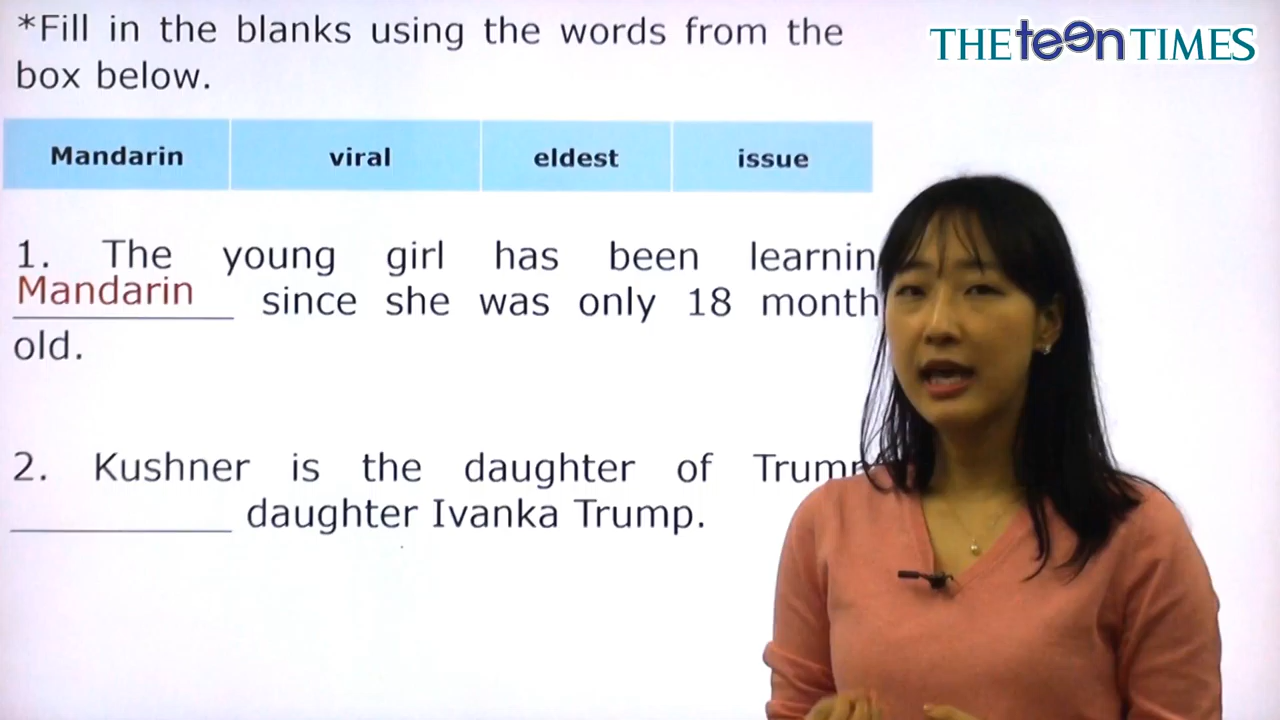 *Fill in the blanks using the words from the
THE teen TIMES
box below.
Mandarin viral eldest issue
1. The young girl has been learnin
Mandarin since she was only 18 month
old.
2. Kushner is the daughter of Trum
daughter Ivanka Trump.